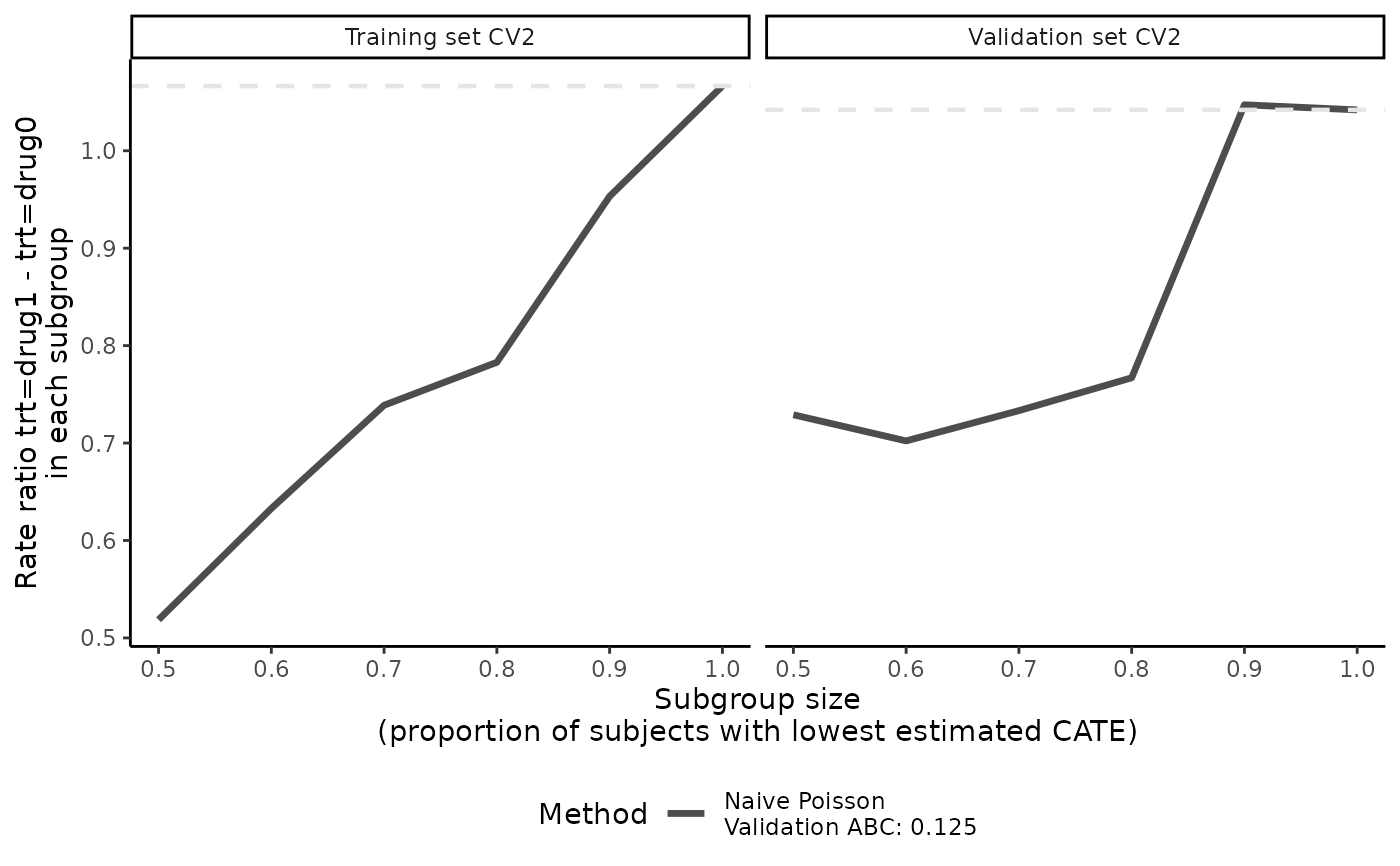 Training set CV2
Validation set CV2
Rate ratio trt=drug1 - trt=drug0
in each subgroup
1.0
0.9
0.8
0.7
0.6
0.5
0.5 0.6 0.7 0.8 0.9 1.0
0.5 0.6 0.7 0.8 0.9 1.0
Subgroup size
(proportion of subjects with lowest estimated CATE)
Method
Naive Poisson
Validation ABC: 0.125